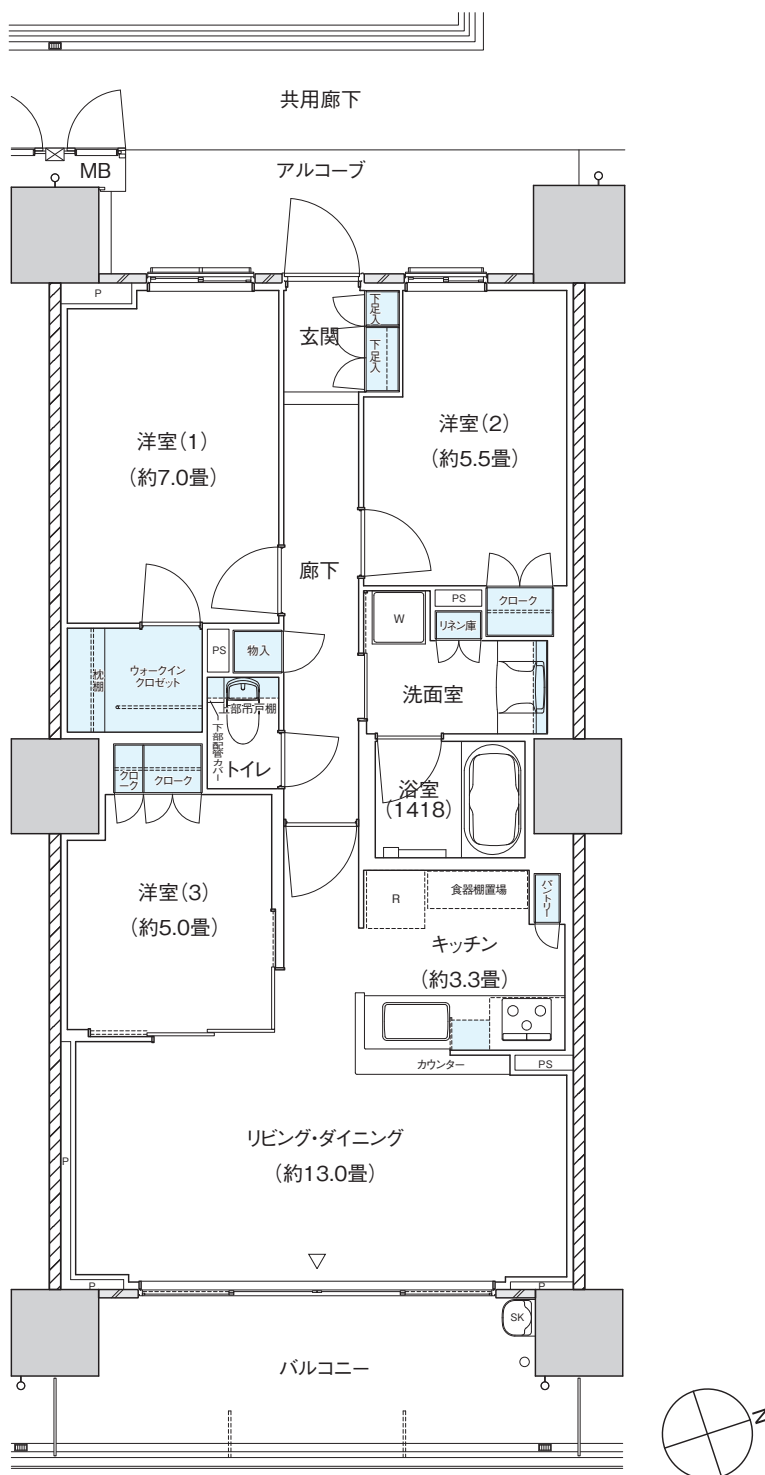 共用廊下
MB
アルコーブ
P
玄関
下足入
下足入
洋室(1)
(約7.0畳)
洋室(2)
(約5.5畳)
廊下
W
PS
クローク
リネン庫
PS
物入
枕棚
ウォークイン
クロゼット
洗面室
上部吊戸棚
下部配管カバー
トイレ
クローク
クローク
浴室
(1418)
洋室(3)
(約5.0畳)
R
食器棚置場
パントリー
キッチン
(約3.3畳)
カウンター
PS
リビング・ダイニング
(約13.0畳)
P
P
P
SK
バルコニー
N